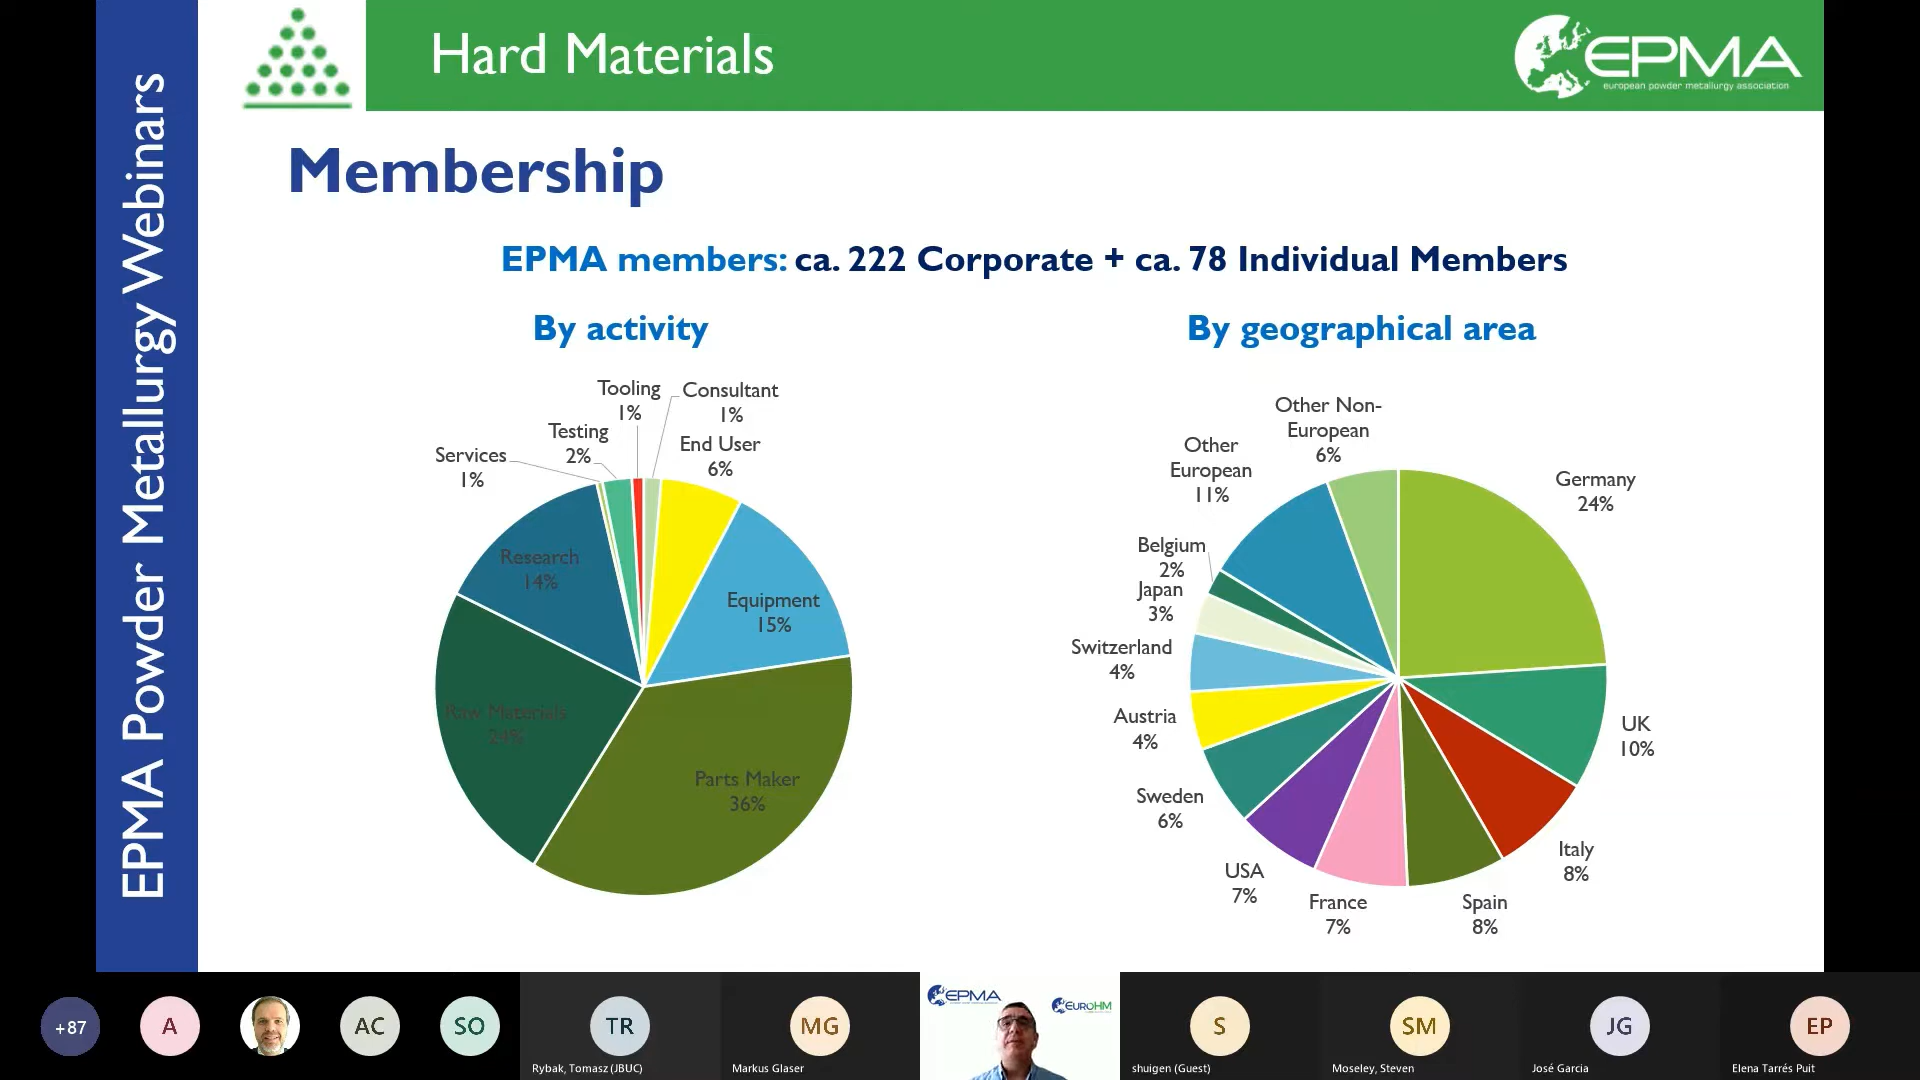 EPMA Powder Metallurgy Webinars
Hard Materials
EPMA
european powder metallurgy association
Membership
EPMA members: ca. 222 Corporate + ca. 78 Individual Members
By activity
Tooling
1%
Consultant
1%
Testing
2%
End User
6%
Services
1%
Research
14%
Equipment
15%
Raw Materials
24%
Parts Maker
36%
By geographical area
Other Non-
European
6%
Other
European
11%
Germany
24%
Belgium
2%
Japan
3%
Switzerland
4%
Austria
4%
UK
10%
Sweden
6%
Italy
8%
USA
7%
France
7%
Spain
8%
+87
A
AC
SO
TR
Rybak, Tomasz (JBUC)
MG
Markus Glaser
EPMA
EUROHM
S
shuigen (Guest)
SM
Moseley, Steven
JG
José Garcia
EP
Elena Tarrés Puit